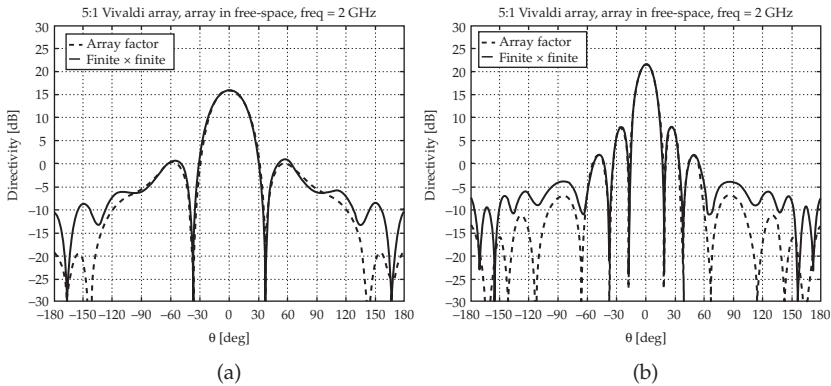 5:1 Vivaldi array, array in free-space, freq = 2 GHz
30
25
20
15
10
5
0
–5
–10
–15
–20
–25
–30
Directivity [dB]
Array factor
Finite × finite
–180 –150 –120 –90 –60 –30 0 30 60 90 120 150 180
θ [deg]
(a)
5:1 Vivaldi array, array in free-space, freq = 2 GHz
30
25
20
15
10
5
0
–5
–10
–15
–20
–25
–30
Directivity [dB]
Array factor
Finite × finite
–180 –150 –120 –90 –60 –30 0 30 60 90 120 150 180
θ [deg]
(b)